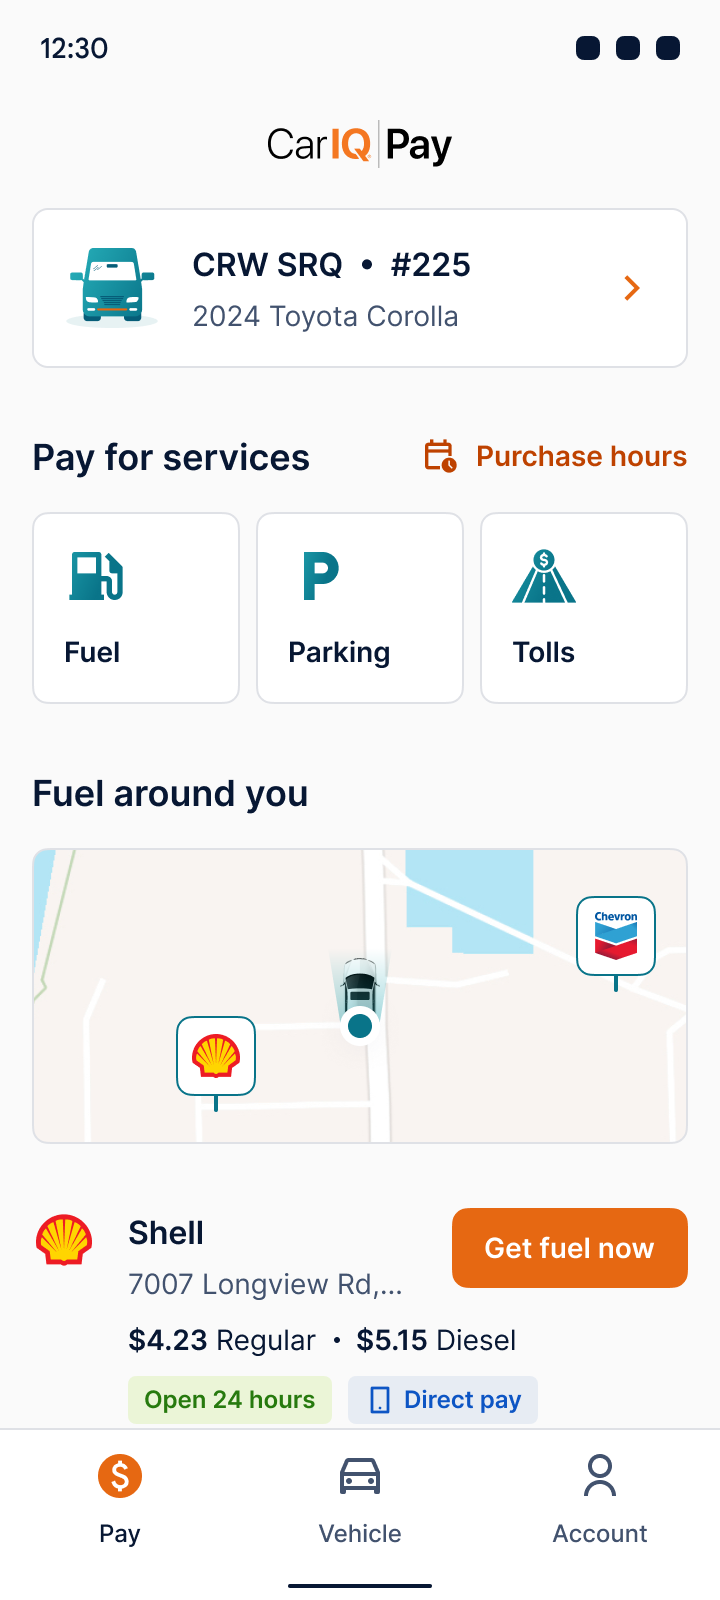 12:30
CarIQ Pay
CRW SRQ • #225
2024 Toyota Corolla
Pay for services
Purchase hours
Fuel
Parking
Tolls
Fuel around you
Chevron
Shell
Get fuel now
7007 Longview Rd,...
$4.23 Regular • $5.15 Diesel
Open 24 hours
Direct pay
Pay
Vehicle
Account